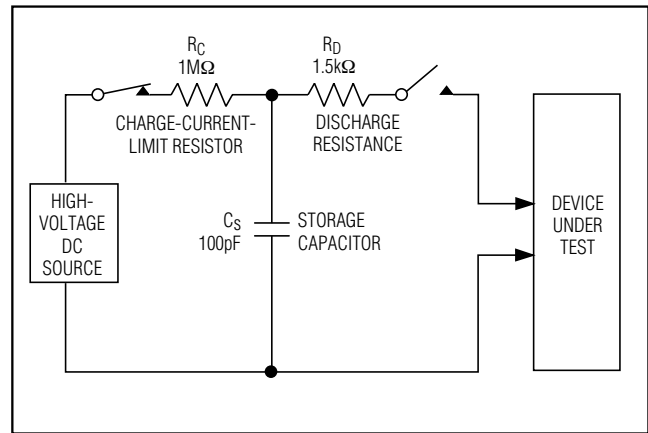 R_C
1MΩ
CHARGE-CURRENT-
LIMIT RESISTOR
R_D
1.5kΩ
DISCHARGE
RESISTANCE
HIGH-
VOLTAGE
DC
SOURCE
C_S
100pF
STORAGE
CAPACITOR
DEVICE
UNDER
TEST